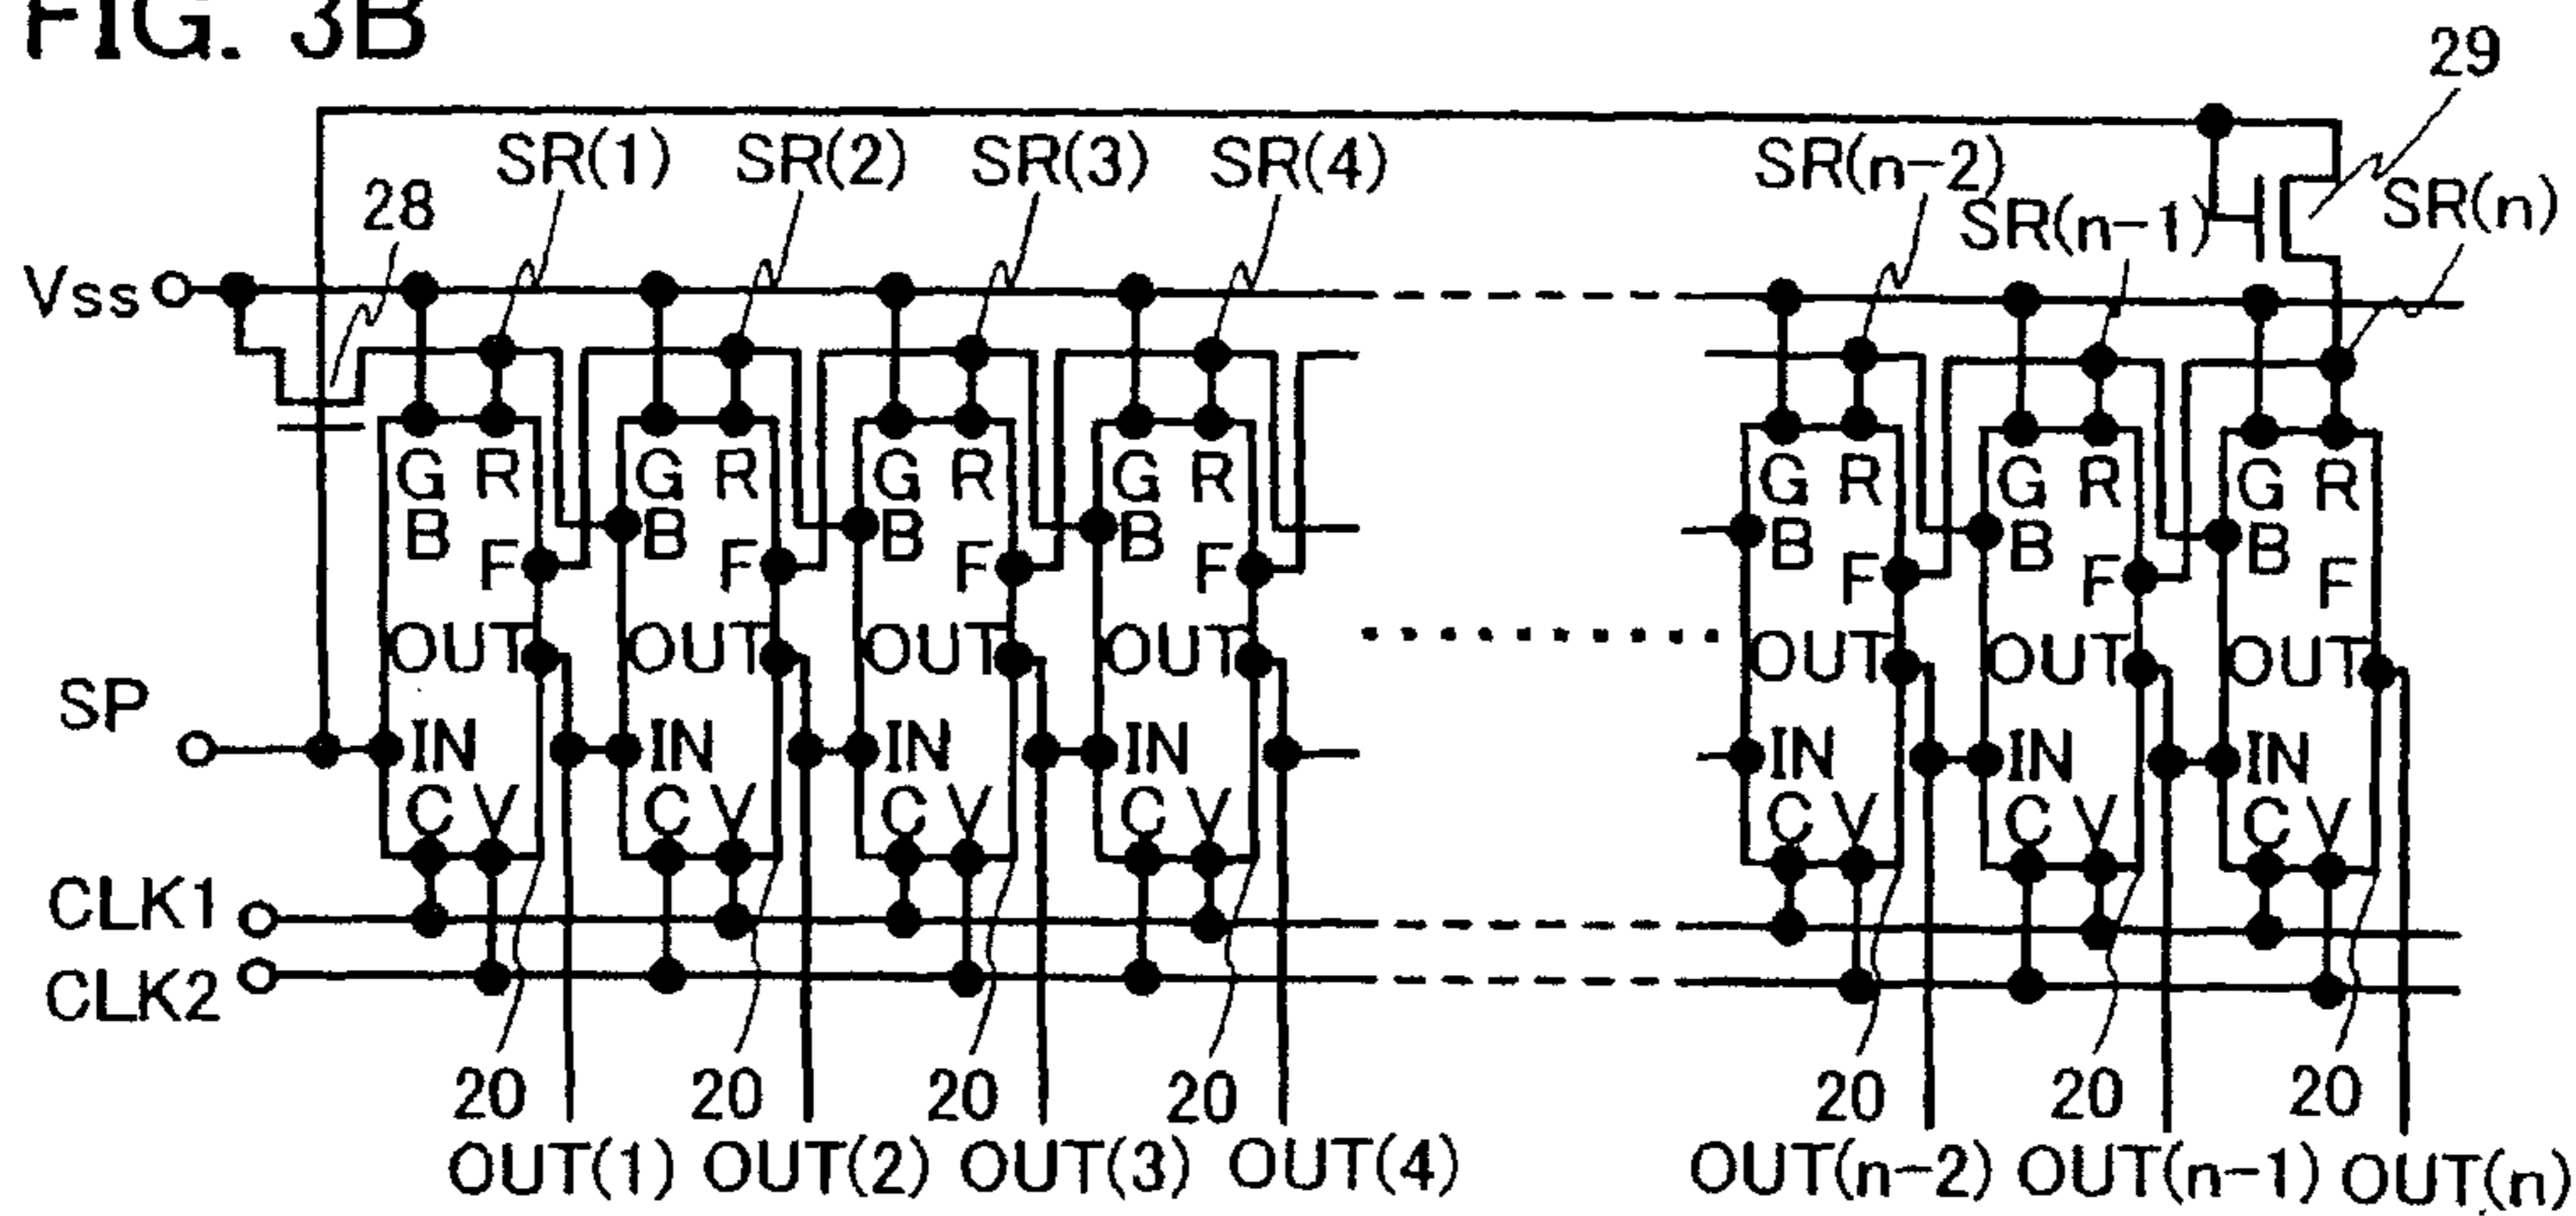 FIG. 3B
29
SR(1) SR(2) SR(3) SR(4) SR(n-2) SR(n-1) SR(n)
28
Vss
G R G R G R G R G R G R G R
B B B B B B B
F F F F F F F
OUT OUT OUT OUT OUT OUT OUT
SP
IN IN IN IN IN IN IN
C V C V C V C V C V C V C V
CLK1
CLK2
20 20 20 20 20 20 20
OUT(1) OUT(2) OUT(3) OUT(4) OUT(n-2) OUT(n-1) OUT(n)